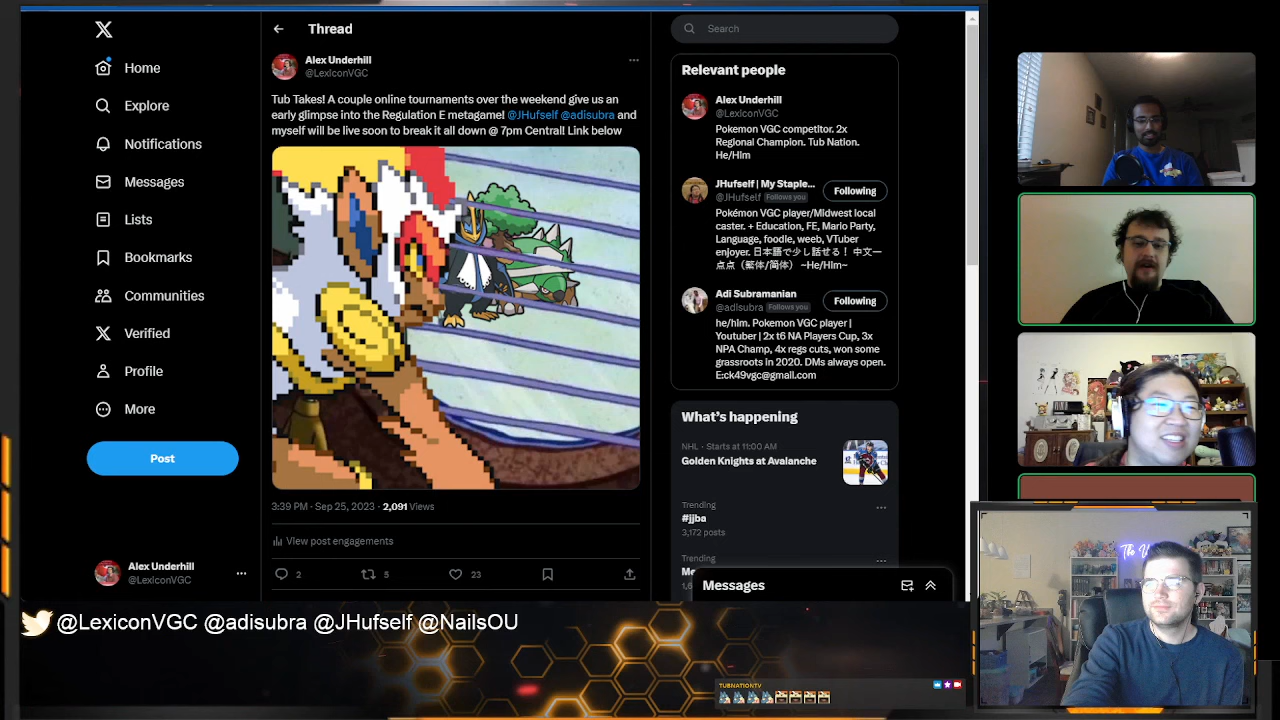 Thread
Search
Home
Explore
Notifications
Messages
Lists
Bookmarks
Communities
Verified
Profile
More
Post
Alex Underhill
@LexiconVGC
Alex Underhill
@LexiconVGC
Tub Takes! A couple online tournaments over the weekend give us an
early glimpse into the Regulation E metagame! @JHufself @adisubra and
myself will be live soon to break it all down @ 7pm Central! Link below
3:39 PM · Sep 25, 2023 · 2,091 Views
View post engagements
2
5
23
Relevant people
Alex Underhill
@LexiconVGC
Pokemon VGC competitor. 2x
Regional Champion. Tub Nation.
He/Him
JHufself | My Staple...
Following
@JHufself Follows you
Pokémon VGC player/Midwest local
caster. + Education, FE, Mario Party,
Language, foodie, weeb, VTuber
enjoyer. 日本語で少し話せる！ 中文一
点点（繁体/简体） ~He/Him~
Adi Subramanian
Following
@adisubra Follows you
he/him. Pokemon VGC player |
Youtuber | 2x t6 NA Players Cup, 3x
NPA Champ, 4x regs cuts, won some
grassroots in 2020. DMs always open.
E:ck49vgc@gmail.com
What's happening
NHL · Starts at 11:00 AM
Golden Knights at Avalanche
Trending
#jjba
3,172 posts
Trending
Messages
@LexiconVGC @adisubra @JHufself @NailsOU
TUBNATIONTV
The